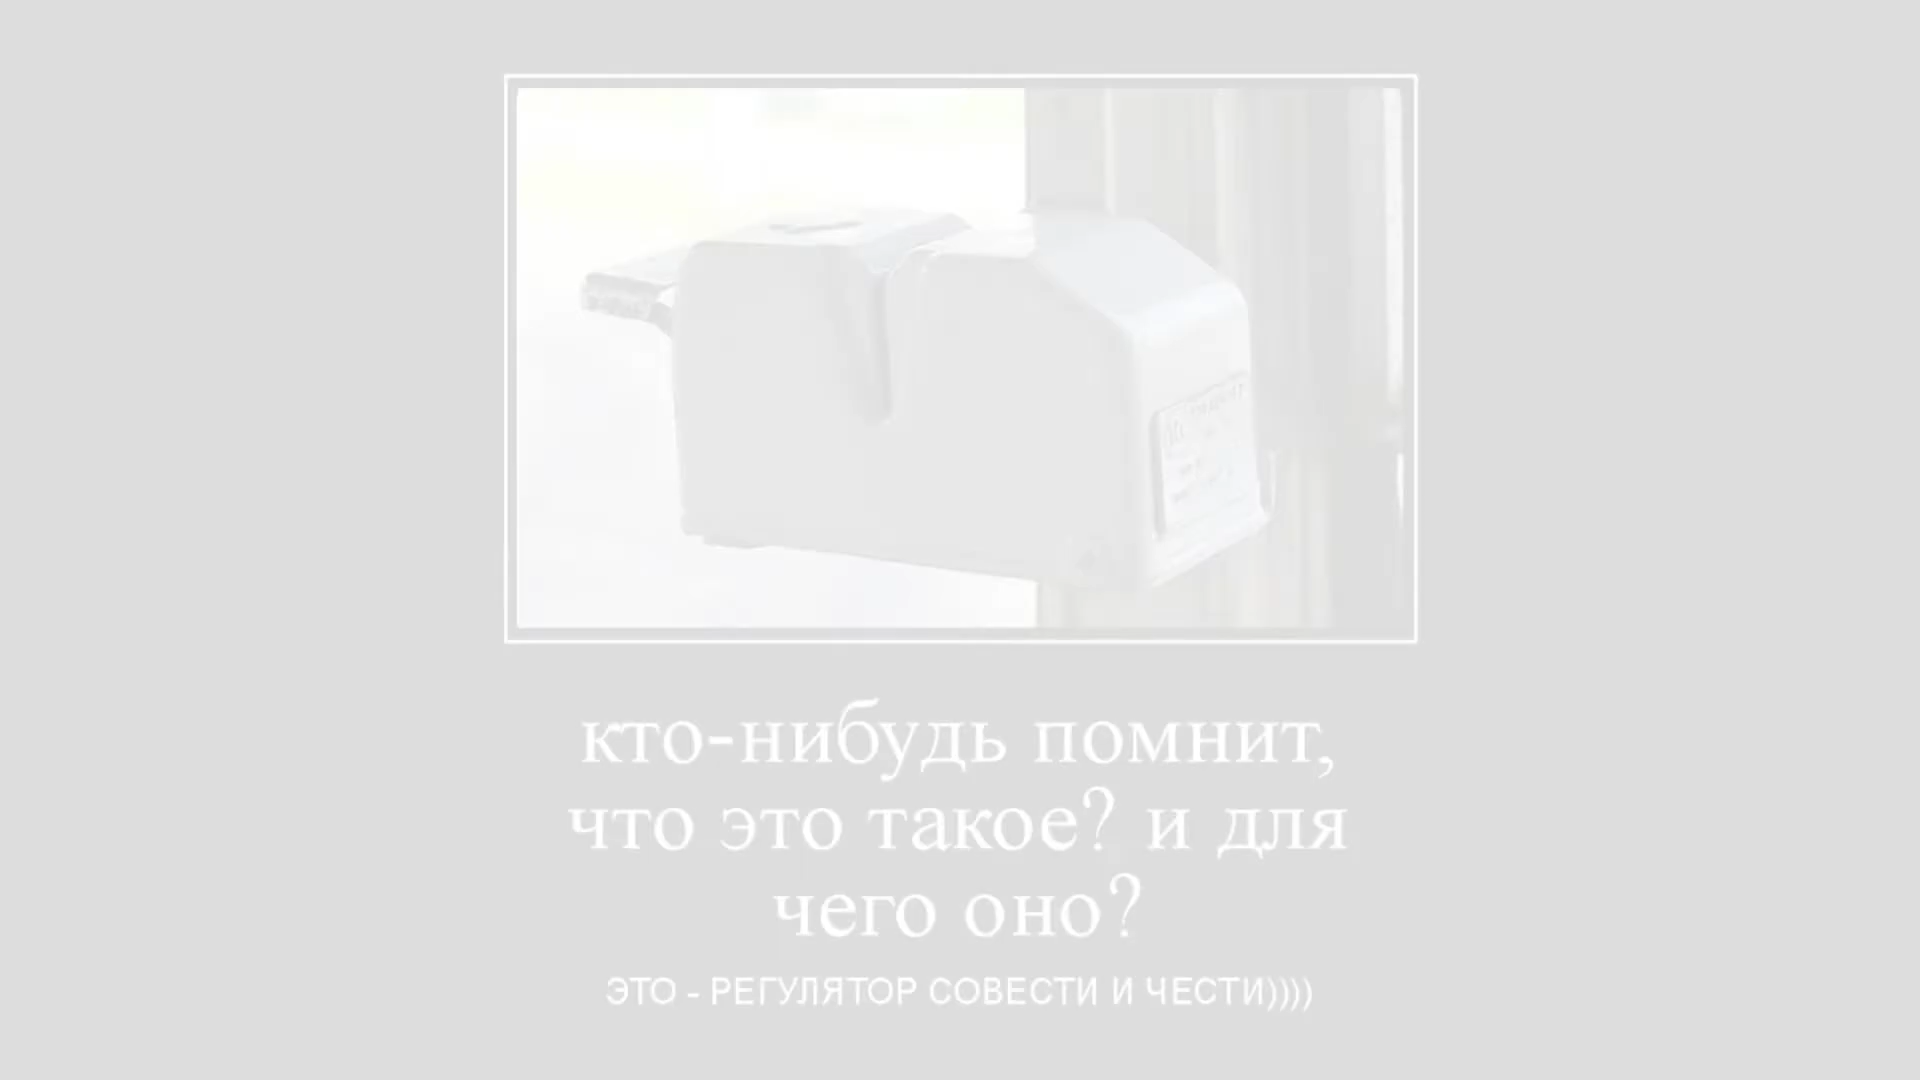 кто-нибудь помнит,
что это такое? и для
чего оно?
ЭТО - РЕГУЛЯТОР СОВЕСТИ И ЧЕСТИ))))